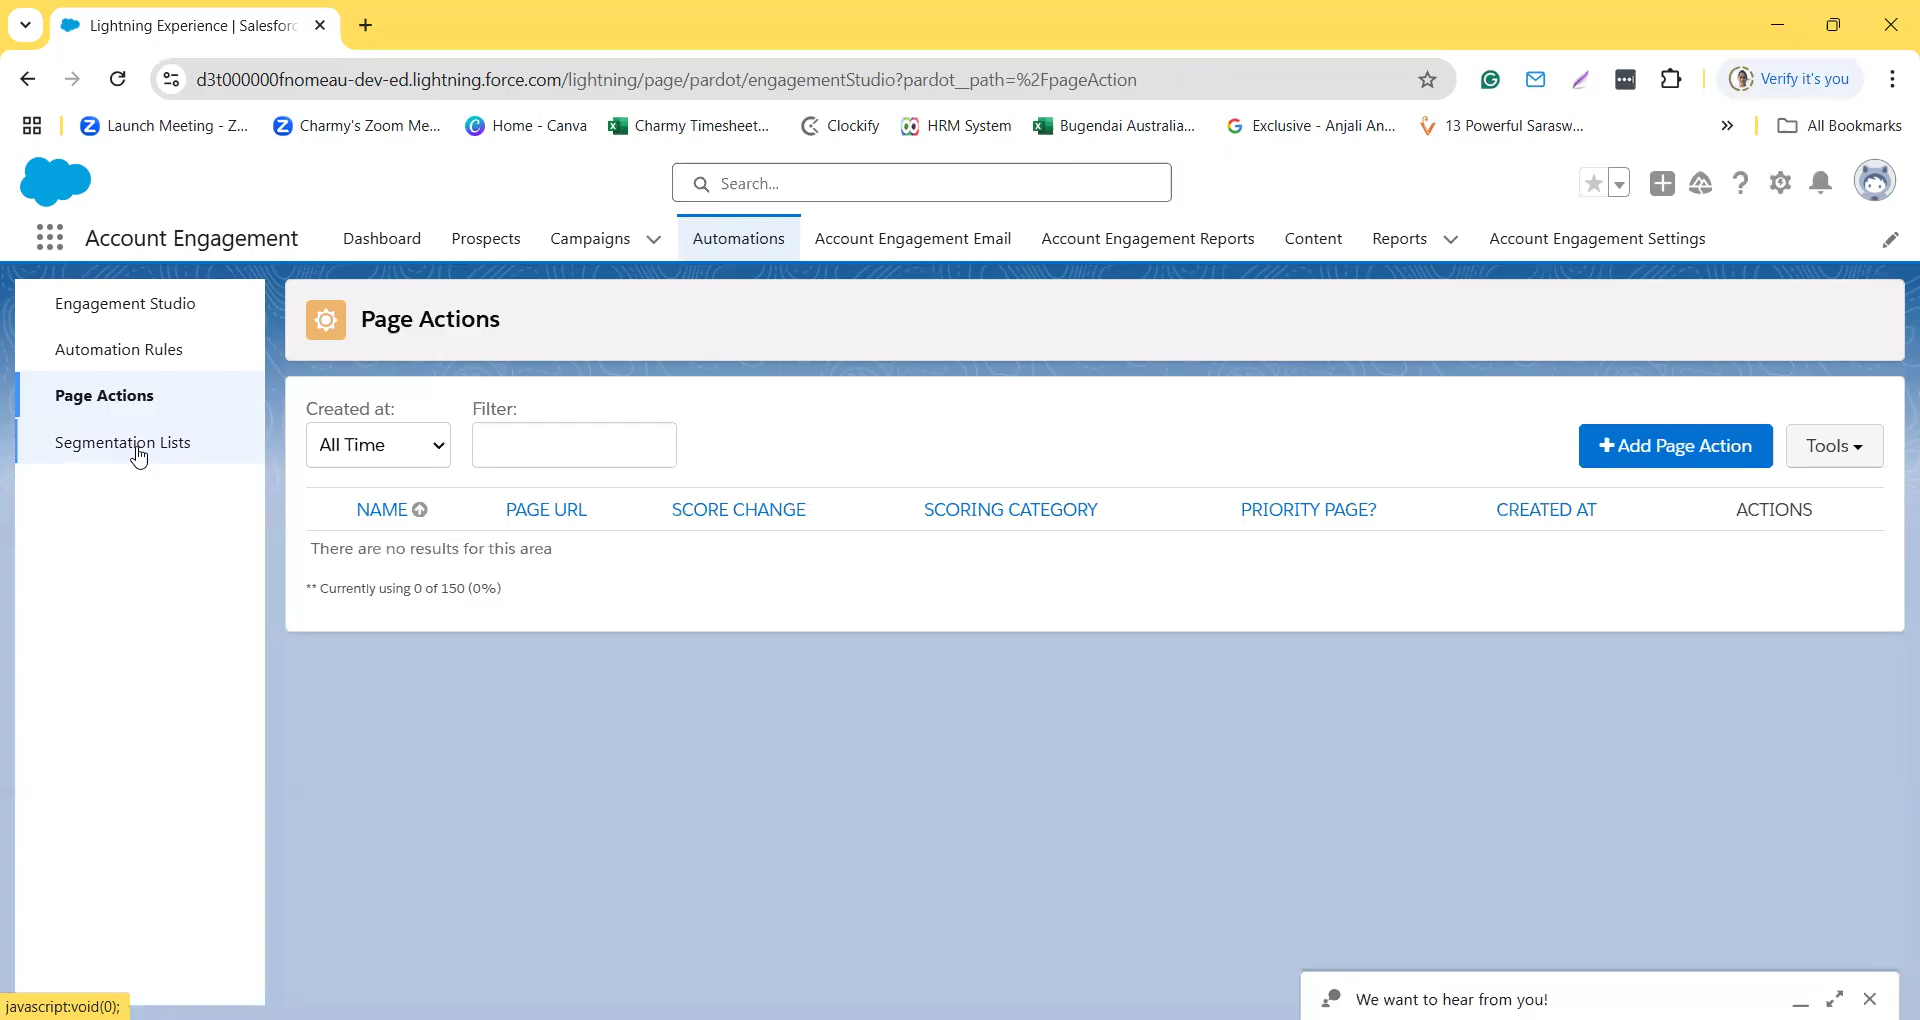 Lightning Experience | Salesforc
d3t000000fnomeau-dev-ed.lightning.force.com/lightning/page/pardot/engagementStudio?pardot__path=%2FpageAction
Verify it's you
Launch Meeting - Z...
Charmy's Zoom Me...
Home - Canva
Charmy Timesheet...
Clockify
HRM System
Bugendai Australia...
Exclusive - Anjali An...
13 Powerful Sarasw...
»
All Bookmarks
Search...
Account Engagement
Dashboard
Prospects
Campaigns
Automations
Account Engagement Email
Account Engagement Reports
Content
Reports
Account Engagement Settings
Engagement Studio
Automation Rules
Page Actions
Segmentation Lists
Page Actions
Created at:
Filter:
All Time
+ Add Page Action
Tools
NAME
PAGE URL
SCORE CHANGE
SCORING CATEGORY
PRIORITY PAGE?
CREATED AT
ACTIONS
There are no results for this area
** Currently using 0 of 150 (0%)
We want to hear from you!
javascript:void(0);